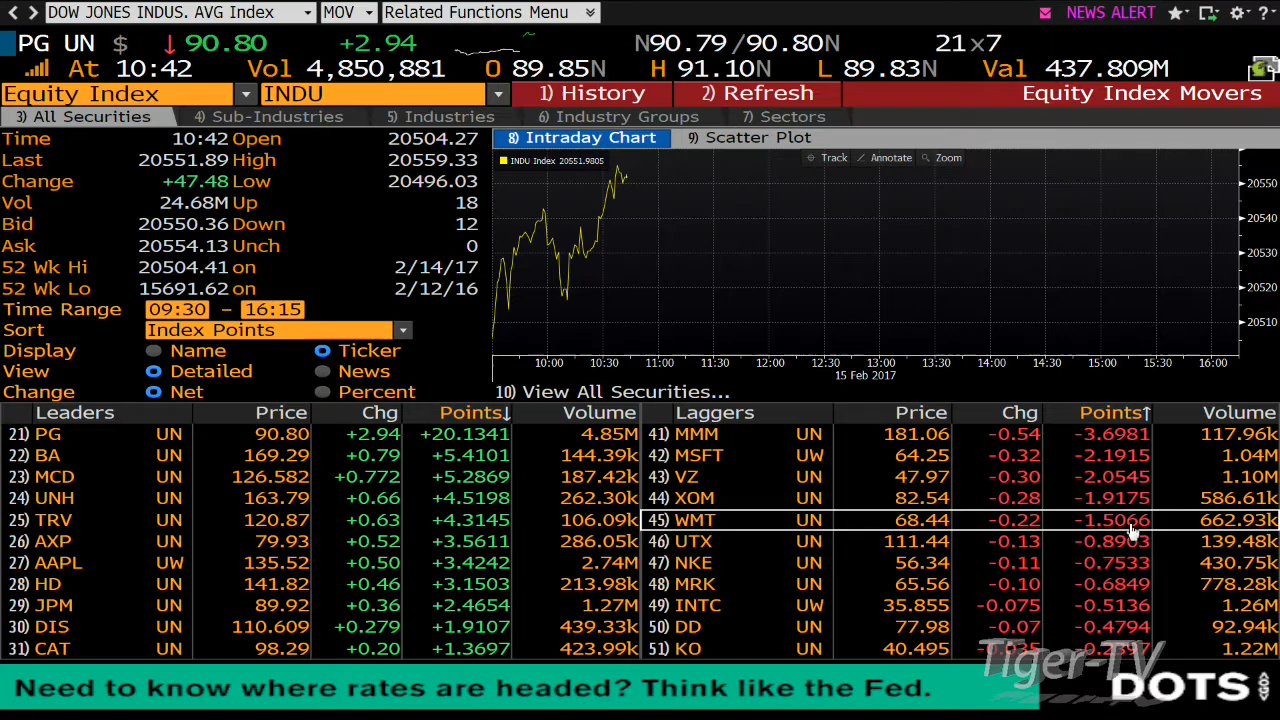 DOW JONES INDUS. AVG Index MOV Related Functions Menu NEWS ALERT
PG UN $ ↓90.80 +2.94 N90.79/90.80N 21x7
At 10:42 Vol 4,850,881 O 89.85N H 91.10N L 89.83N Val 437.809M
Equity Index INDU 1) History 2) Refresh Equity Index Movers
3) All Securities 4) Sub-Industries 5) Industries 6) Industry Groups 7) Sectors
Time 10:42 Open 20504.27
Last 20551.89 High 20559.33
Change +47.48 Low 20496.03
Vol 24.68M Up 18
Bid 20550.36 Down 12
Ask 20554.13 Unch 0
52 Wk Hi 20504.41 on 2/14/17
52 Wk Lo 15691.62 on 2/12/16
Time Range 09:30 - 16:15
Sort Index Points
Display Name Ticker
View Detailed News
Change Net Percent
8) Intraday Chart 9) Scatter Plot
INDU Index 20551.9805 Track Annotate Zoom
20550
20540
20530
20520
20510
10:00 10:30 11:00 11:30 12:00 12:30 13:00 13:30 14:00 14:30 15:00 15:30 16:00
15 Feb 2017
10) View All Securities...
Leaders Price Chg Points↓ Volume
21) PG UN 90.80 +2.94 +20.1341 4.85M
22) BA UN 169.29 +0.79 +5.4101 144.39k
23) MCD UN 126.582 +0.772 +5.2869 187.42k
24) UNH UN 163.79 +0.66 +4.5198 262.30k
25) TRV UN 120.87 +0.63 +4.3145 106.09k
26) AXP UN 79.93 +0.52 +3.5611 286.05k
27) AAPL UW 135.52 +0.50 +3.4242 2.74M
28) HD UN 141.82 +0.46 +3.1503 213.98k
29) JPM UN 89.92 +0.36 +2.4654 1.27M
30) DIS UN 110.609 +0.279 +1.9107 439.33k
31) CAT UN 98.29 +0.20 +1.3697 423.99k
Laggers Price Chg Points↑ Volume
41) MMM UN 181.06 -0.54 -3.6981 117.96k
42) MSFT UW 64.25 -0.32 -2.1915 1.04M
43) VZ UN 47.97 -0.30 -2.0545 1.10M
44) XOM UN 82.54 -0.28 -1.9175 586.61k
45) WMT UN 68.44 -0.22 -1.5066 662.93k
46) UTX UN 111.44 -0.13 -0.8903 139.48k
47) NKE UN 56.34 -0.11 -0.7533 430.75k
48) MRK UN 65.56 -0.10 -0.6849 778.28k
49) INTC UW 35.855 -0.075 -0.5136 1.26M
50) DD UN 77.98 -0.07 -0.4794 92.94k
51) KO UN 40.495 -0.035 -0.2397 1.22M
Tiger-TV
Need to know where rates are headed? Think like the Fed. DOTS